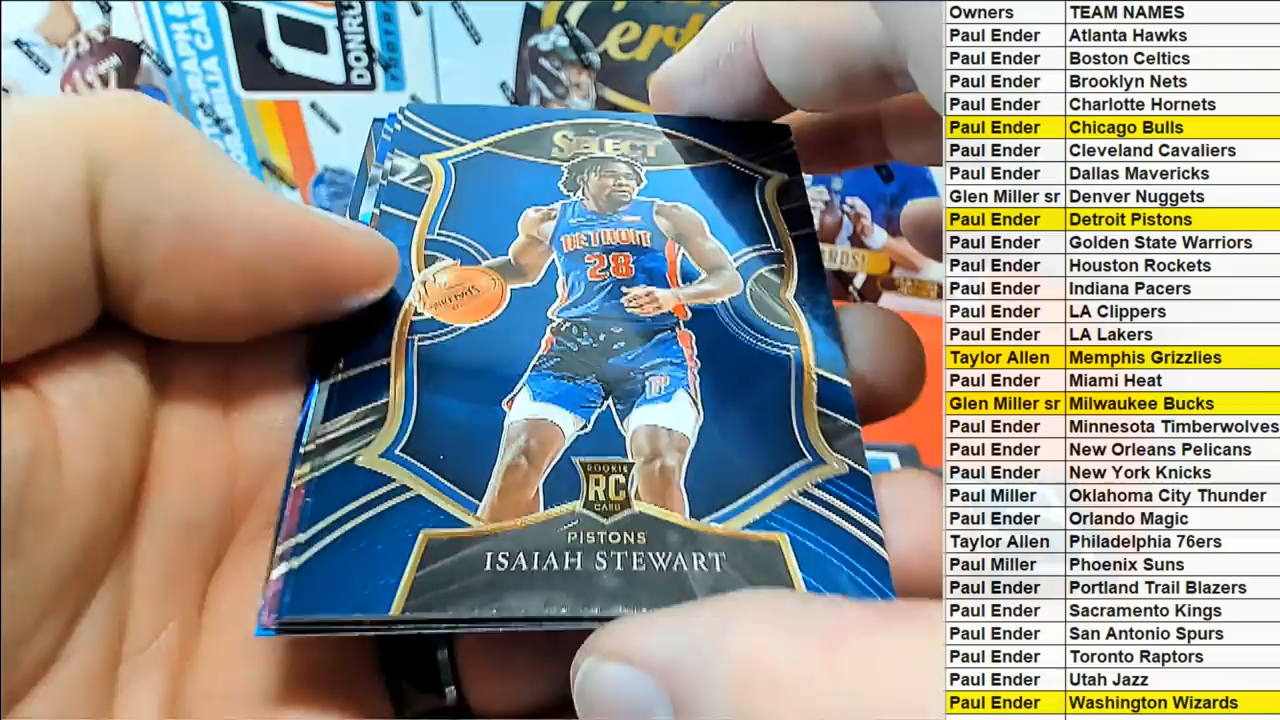 DONRUSS
SELECT
DETROIT
28
ROOKIE
RC
CARD
PISTONS
ISAIAH STEWART
Owners TEAM NAMES
Paul Ender Atlanta Hawks
Paul Ender Boston Celtics
Paul Ender Brooklyn Nets
Paul Ender Charlotte Hornets
Paul Ender Chicago Bulls
Paul Ender Cleveland Cavaliers
Paul Ender Dallas Mavericks
Glen Miller sr Denver Nuggets
Paul Ender Detroit Pistons
Paul Ender Golden State Warriors
Paul Ender Houston Rockets
Paul Ender Indiana Pacers
Paul Ender LA Clippers
Paul Ender LA Lakers
Taylor Allen Memphis Grizzlies
Paul Ender Miami Heat
Glen Miller sr Milwaukee Bucks
Paul Ender Minnesota Timberwolves
Paul Ender New Orleans Pelicans
Paul Ender New York Knicks
Paul Miller Oklahoma City Thunder
Paul Ender Orlando Magic
Taylor Allen Philadelphia 76ers
Paul Miller Phoenix Suns
Paul Ender Portland Trail Blazers
Paul Ender Sacramento Kings
Paul Ender San Antonio Spurs
Paul Ender Toronto Raptors
Paul Ender Utah Jazz
Paul Ender Washington Wizards